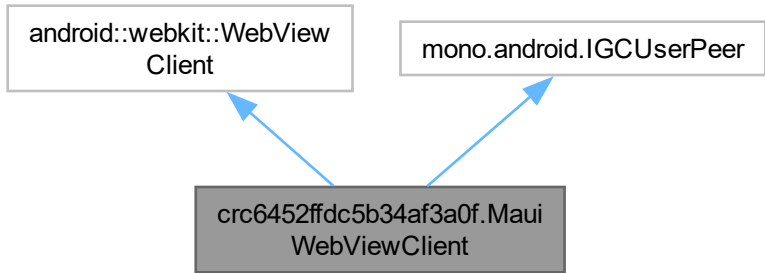 android::webkit::WebView
Client
mono.android.IGCUserPeer
crc6452ffdc5b34af3a0f.Maui
WebViewClient